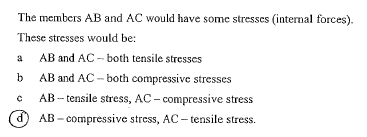 The members AB and AC would have some stresses (internal forces).
These stresses would be:
a AB and AC – both tensile stresses
b AB and AC – both compressive stresses
c AB – tensile stress, AC – compressive stress
d AB – compressive stress, AC – tensile stress.